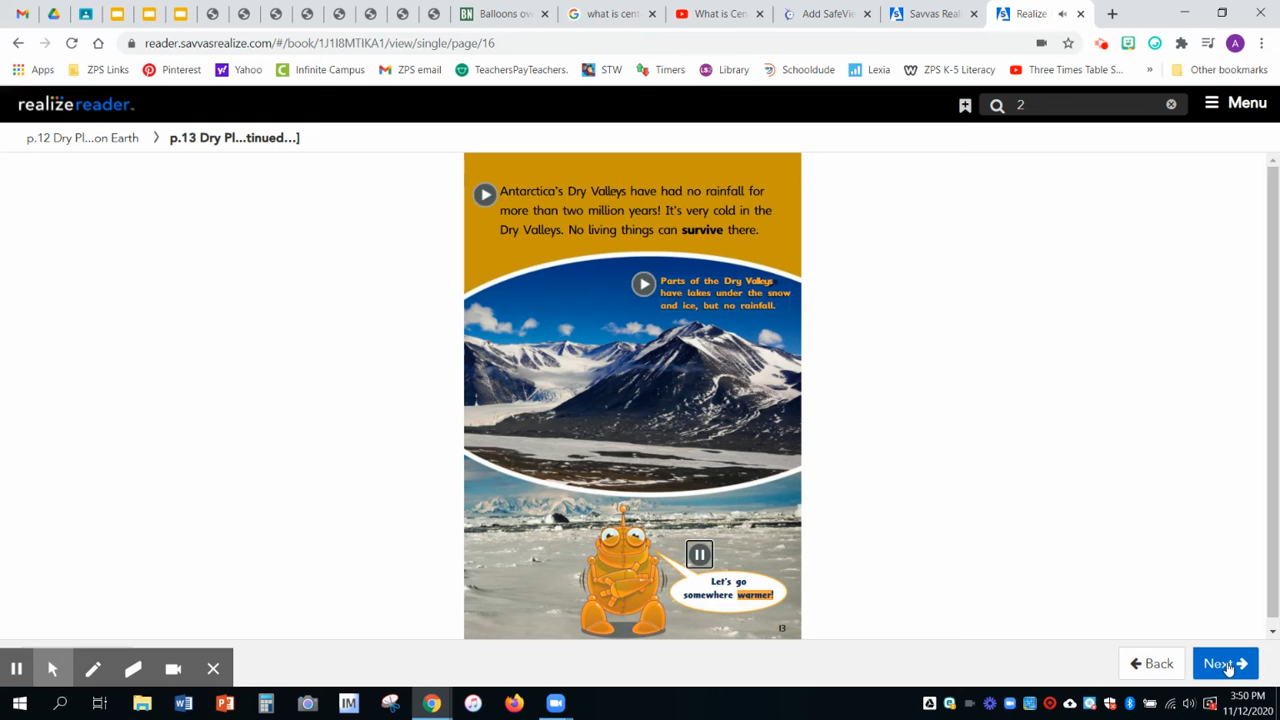 Balloons ov
what is cent
What is Cen
Add SafeVie
Savvas Real
Realize
reader.savvasrealize.com/#/book/1J1I8MTIKA1/view/single/page/16
A
Apps
ZPS Links
Pinterest
Yahoo
Infinite Campus
ZPS email
TeachersPayTeachers.
STW
Timers
Library
Schooldude
Lexia
ZPS K-5 Literacy
Three Times Table S...
»
Other bookmarks
realizereader.
2
Menu
p.12 Dry Pl...on Earth
p.13 Dry Pl...tinued...]
Antarctica's Dry Valleys have had no rainfall for
more than two million years! It's very cold in the
Dry Valleys. No living things can survive there.
Parts of the Dry Valleys
have lakes under the snow
and ice, but no rainfall.
Let's go
somewhere warmer!
13
Back
Next
3:50 PM
11/12/2020